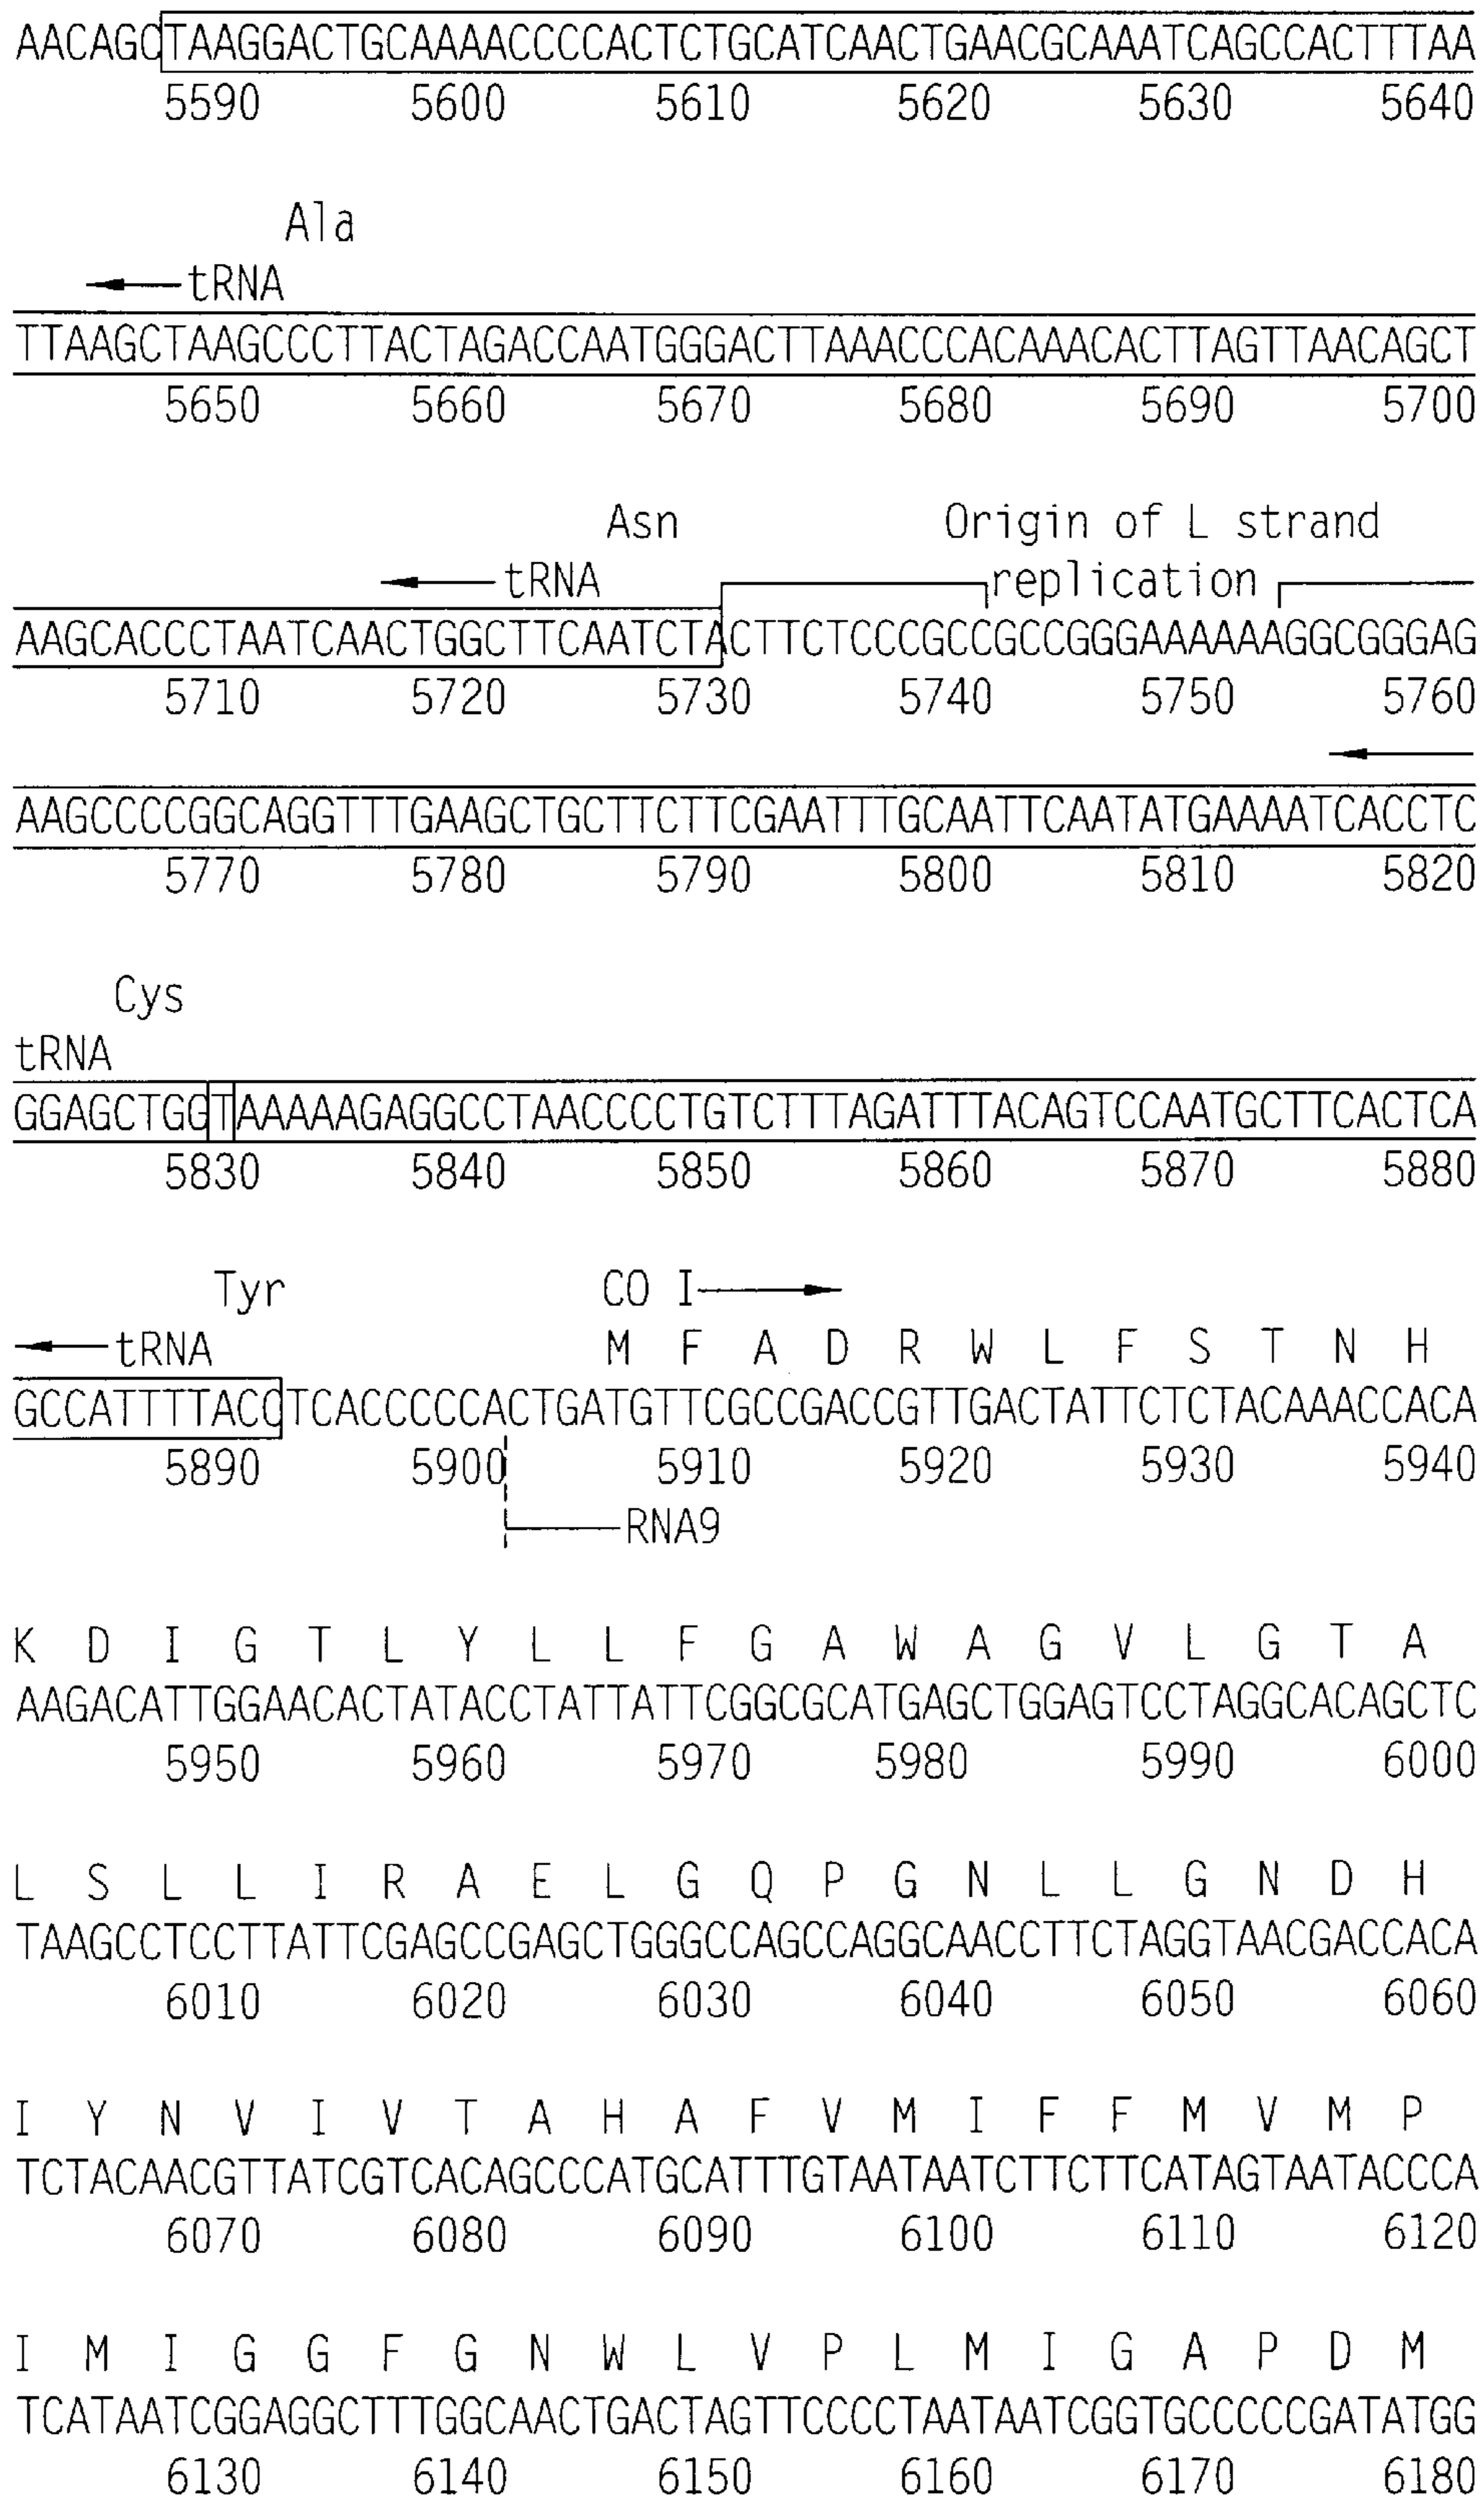 AACAGCTAAGGACTGCAAAACCCCACTCTGCATCAACTGAACGCAAATCAGCCACTTTAA
5590 5600 5610 5620 5630 5640
Ala
tRNA
TTAAGCTAAGCCCTTACTAGACCAATGGGACTTAAACCCACAAACACTTAGTTAACAGCT
5650 5660 5670 5680 5690 5700
Asn Origin of L strand
tRNA replication
AAGCACCCTAATCAACTGGCTTCAATCTACTTCTCCCGCCGCCGGGAAAAAAGGCGGGAG
5710 5720 5730 5740 5750 5760
AAGCCCCGGCAGGTTTGAAGCTGCTTCTTCGAATTTGCAATTCAATATGAAAATCACCTC
5770 5780 5790 5800 5810 5820
Cys
tRNA
GGAGCTGGTAAAAAGAGGCCTAACCCCTGTCTTTAGATTTACAGTCCAATGCTTCACTCA
5830 5840 5850 5860 5870 5880
Tyr CO I
tRNA M F A D R W L F S T N H
GCCATTTTACCTCACCCCCACTGATGTTCGCCGACCGTTGACTATTCTCTACAAACCACA
5890 5900 5910 5920 5930 5940
RNA9
K D I G T L Y L L F G A W A G V L G T A
AAGACATTGGAACACTATACCTATTATTCGGCGCATGAGCTGGAGTCCTAGGCACAGCTC
5950 5960 5970 5980 5990 6000
L S L L I R A E L G Q P G N L L G N D H
TAAGCCTCCTTATTCGAGCCGAGCTGGGCCAGCCAGGCAACCTTCTAGGTAACGACCACA
6010 6020 6030 6040 6050 6060
I Y N V I V T A H A F V M I F F M V M P
TCTACAACGTTATCGTCACAGCCCATGCATTTGTAATAATCTTCTTCATAGTAATACCCA
6070 6080 6090 6100 6110 6120
I M I G G F G N W L V P L M I G A P D M
TCATAATCGGAGGCTTTGGCAACTGACTAGTTCCCCTAATAATCGGTGCCCCCGATATGG
6130 6140 6150 6160 6170 6180